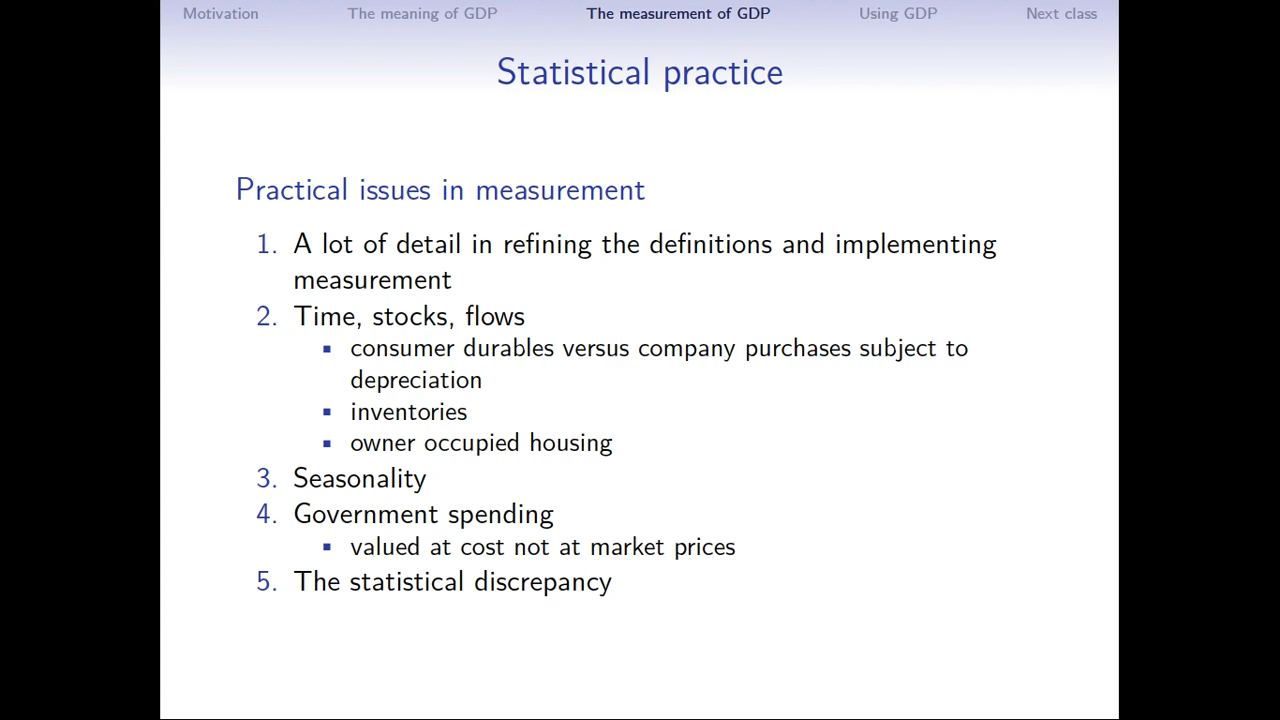 Motivation The meaning of GDP The measurement of GDP Using GDP Next class
Statistical practice
Practical issues in measurement
1. A lot of detail in refining the definitions and implementing
measurement
2. Time, stocks, flows
▪ consumer durables versus company purchases subject to
depreciation
▪ inventories
▪ owner occupied housing
3. Seasonality
4. Government spending
▪ valued at cost not at market prices
5. The statistical discrepancy